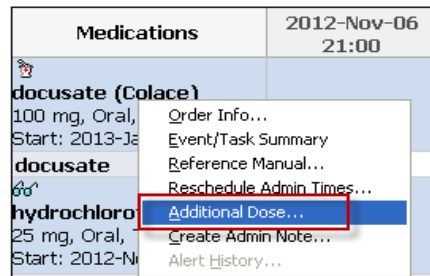 Medications
2012-Nov-06
21:00
docusate (Colace)
100 mg, Oral,
Start: 2013-Ja
docusate
hydrochloro
25 mg, Oral,
Start: 2012-N
Order Info...
Event/Task Summary
Reference Manual...
Reschedule Admin Times...
Additional Dose...
Create Admin Note...
Alert History...